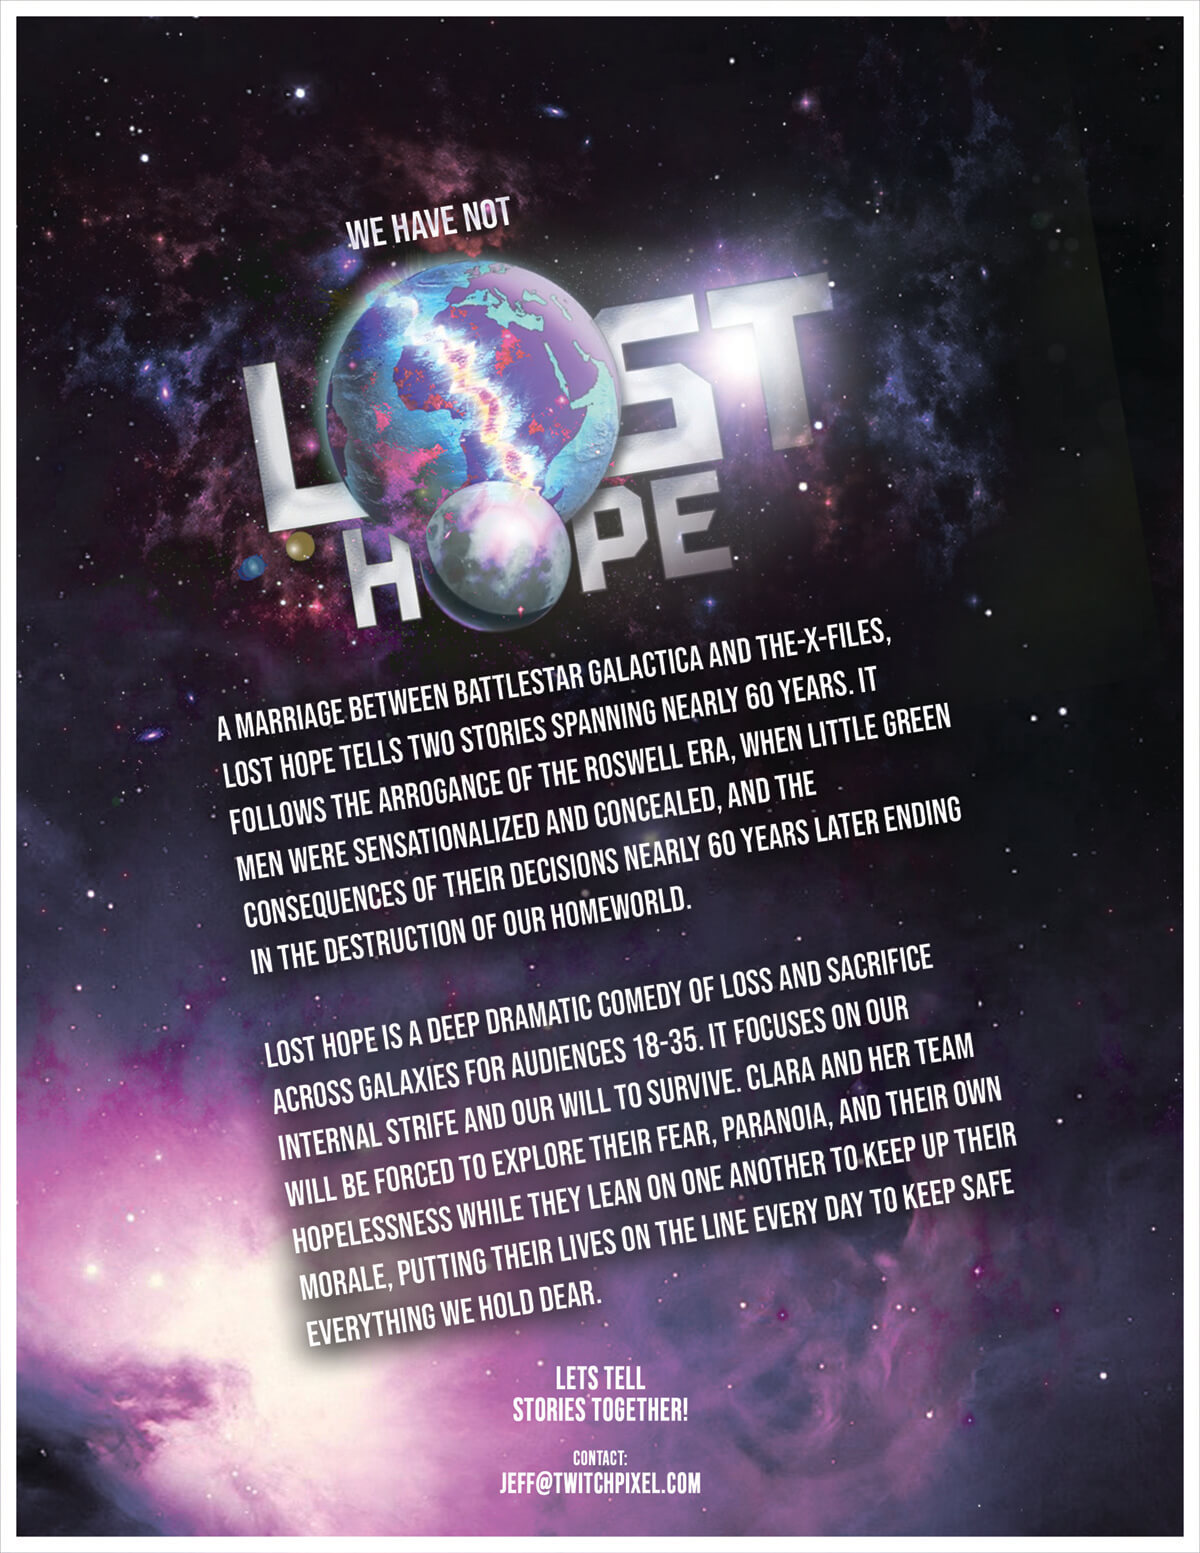 WE HAVE NOT
LOST
HOPE
A MARRIAGE BETWEEN BATTLESTAR GALACTICA AND THE-X-FILES,
LOST HOPE TELLS TWO STORIES SPANNING NEARLY 60 YEARS. IT
FOLLOWS THE ARROGANCE OF THE ROSWELL ERA, WHEN LITTLE GREEN
MEN WERE SENSATIONALIZED AND CONCEALED, AND THE
CONSEQUENCES OF THEIR DECISIONS NEARLY 60 YEARS LATER ENDING
IN THE DESTRUCTION OF OUR HOMEWORLD.
LOST HOPE IS A DEEP DRAMATIC COMEDY OF LOSS AND SACRIFICE
ACROSS GALAXIES FOR AUDIENCES 18-35. IT FOCUSES ON OUR
INTERNAL STRIFE AND OUR WILL TO SURVIVE. CLARA AND HER TEAM
WILL BE FORCED TO EXPLORE THEIR FEAR, PARANOIA, AND THEIR OWN
HOPELESSNESS WHILE THEY LEAN ON ONE ANOTHER TO KEEP UP THEIR
MORALE, PUTTING THEIR LIVES ON THE LINE EVERY DAY TO KEEP SAFE
EVERYTHING WE HOLD DEAR.
LETS TELL
STORIES TOGETHER!
CONTACT:
JEFF@TWITCHPIXEL.COM